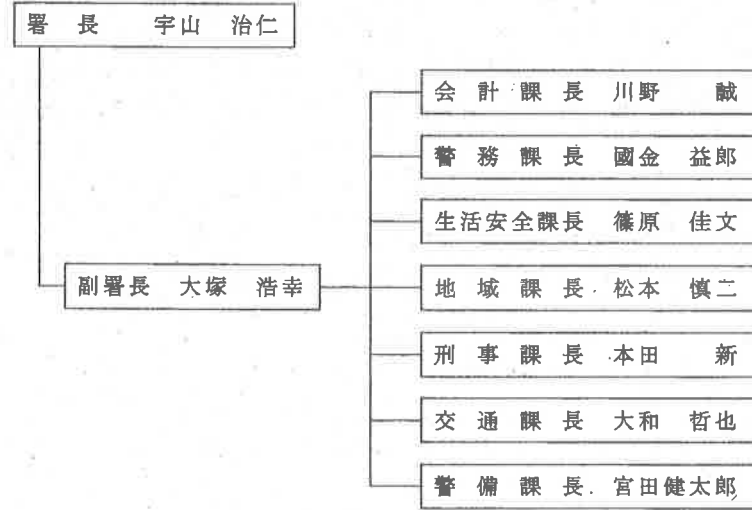 署長 宇山 治仁
会計課長 川野 誠
警務課長 國金 益郎
生活安全課長 篠原 佳文
副署長 大塚 浩幸
地域課長 松本 慎二
刑事課長 本田 新
交通課長 大和 哲也
警備課長 宮田健太郎